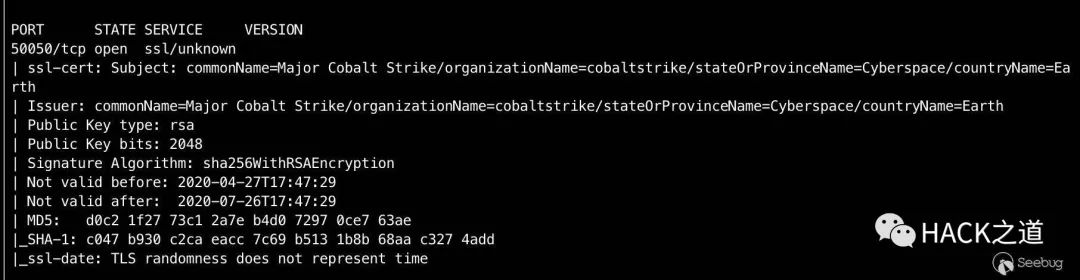 PORT      STATE SERVICE     VERSION
50050/tcp open  ssl/unknown
| ssl-cert: Subject: commonName=Major Cobalt Strike/organizationName=cobaltstrike/stateOrProvinceName=Cyberspace/countryName=Ea
rth
| Issuer: commonName=Major Cobalt Strike/organizationName=cobaltstrike/stateOrProvinceName=Cyberspace/countryName=Earth
| Public Key type: rsa
| Public Key bits: 2048
| Signature Algorithm: sha256WithRSAEncryption
| Not valid before: 2020-04-27T17:47:29
| Not valid after:  2020-07-26T17:47:29
| MD5:   d0c2 1f27 73c1 2a7e b4d0 7297 0ce7 63ae
|_SHA-1: c047 b930 c2ca eacc 7c69 b513 1b8b 68aa c327 4add
|_ssl-date: TLS randomness does not represent time
HACK之道
Seebug